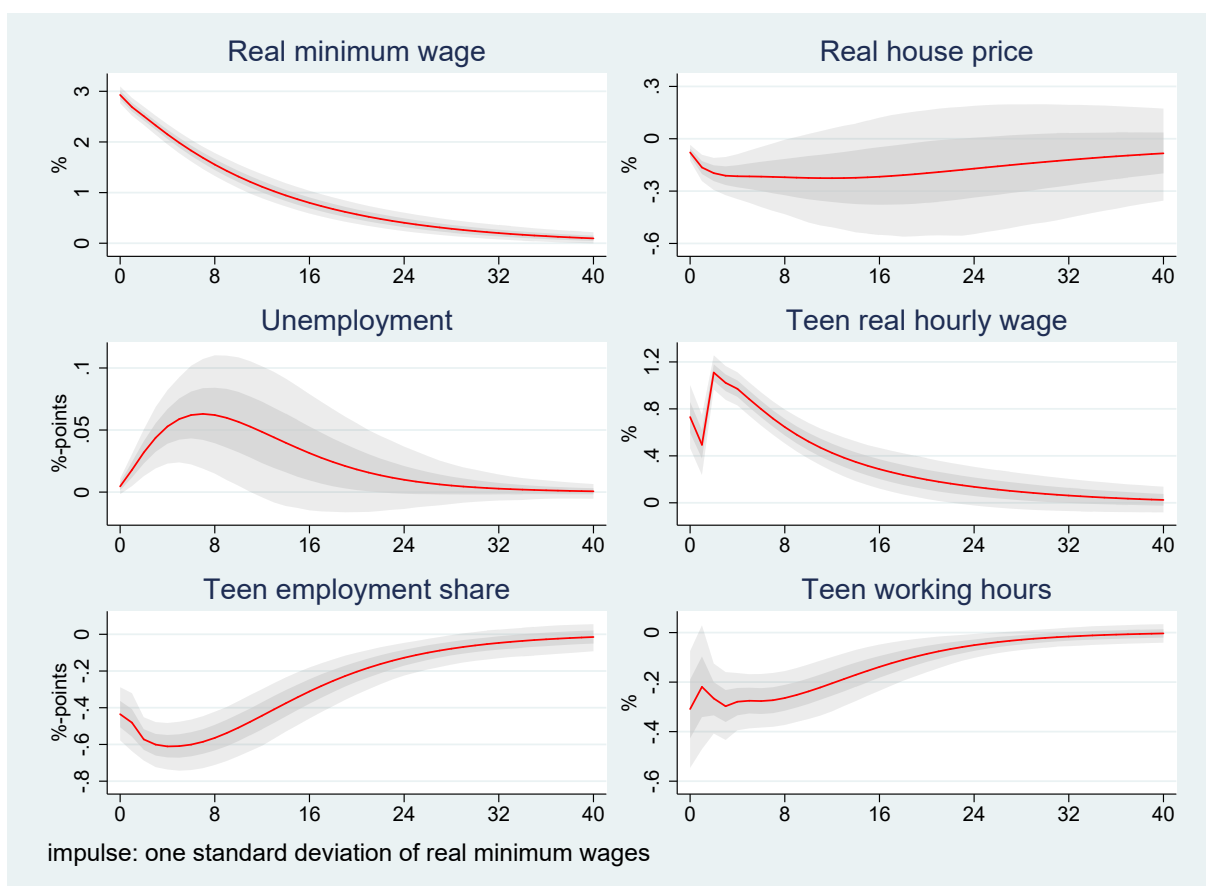 Real minimum wage
%
3
2
1
0
0 8 16 24 32 40
Real house price
%
.3
0
-.3
-.6
0 8 16 24 32 40
Unemployment
%-points
.1
.05
0
0 8 16 24 32 40
Teen real hourly wage
%
1.2
.8
.4
0
0 8 16 24 32 40
Teen employment share
%-points
0
-.2
-.4
-.6
-.8
0 8 16 24 32 40
Teen working hours
%
0
-.2
-.4
-.6
0 8 16 24 32 40
impulse: one standard deviation of real minimum wages